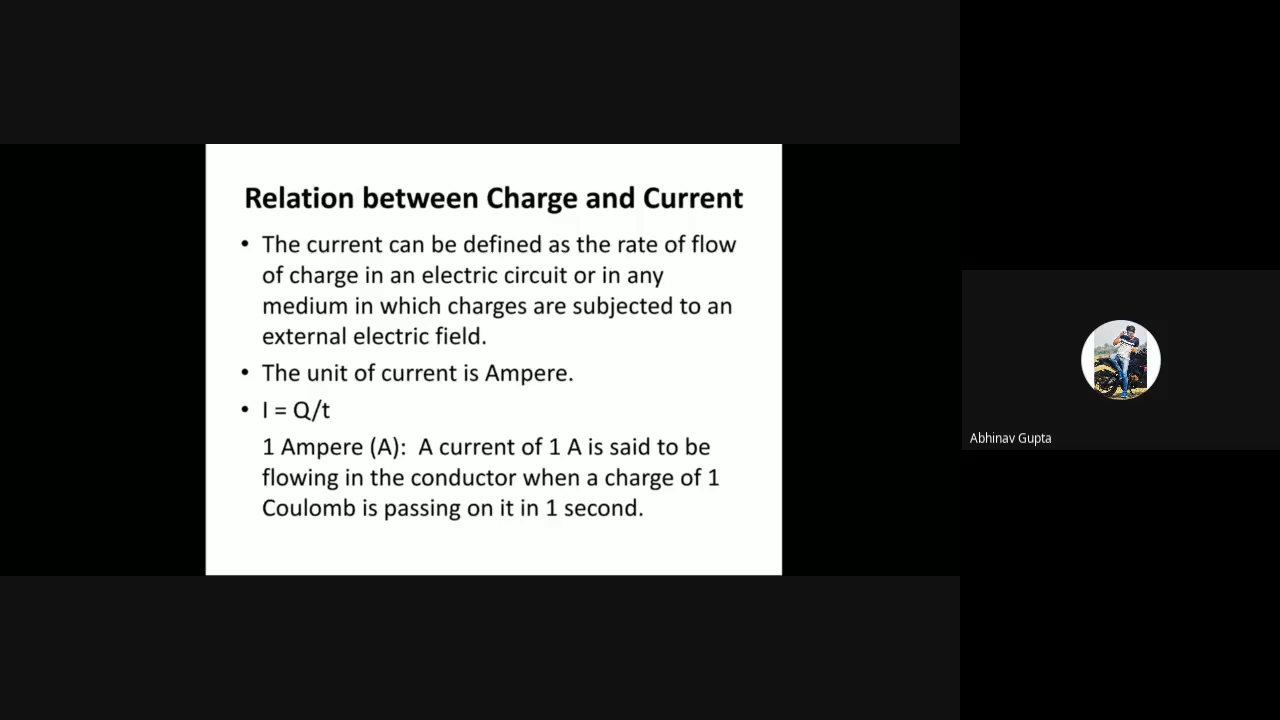 Relation between Charge and Current
• The current can be defined as the rate of flow
of charge in an electric circuit or in any
medium in which charges are subjected to an
external electric field.
• The unit of current is Ampere.
• I = Q/t
1 Ampere (A):  A current of 1 A is said to be
flowing in the conductor when a charge of 1
Coulomb is passing on it in 1 second.
Abhinav Gupta